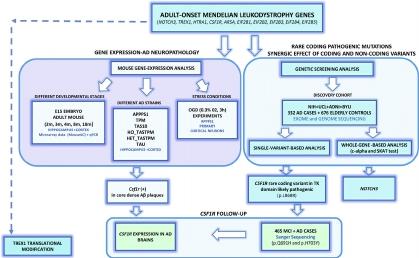 ADULT-ONSET MENDELIAN LEUKODYSTROPHY GENES
(NOTCH3, TREX1, HTRA1, CSF1R, ARSA, EIF2B1, EIF2B2, EIF2B3, EIF2B4, EIF2B5)
GENE EXPRESSION-AD NEUROPATHOLOGY
MOUSE GENE-EXPRESSION ANALYSIS
DIFFERENT DEVELOPMENTAL STAGES
E15 EMBRYO
ADULT MOUSE
(2m, 3m, 4m, 8m, 18m)
HIPPOCAMPUS+CORTEX
Microarray data (MouseAC) + qPCR
DIFFERENT AD STRAINS
APPPS1
TPM
TAS10
HO_TASTPM
HET_TASTPM
TAU
HIPPOCAMPUS+CORTEX
STRESS CONDITIONS
OGD (0.3% O2, 3h)
EXPERIMENTS
PRIMARY
CORTICAL NEURONS
Csf1r (+)
in core dense Aβ plaques
RARE CODING PATHOGENIC MUTATIONS
SYNERGIC EFFECT OF CODING AND NON-CODING VARIANTS
GENETIC SCREENING ANALYSIS
DISCOVERY COHORT
NIH+UCL+ADNI+BYU
332 AD CASES + 676 ELDERLY CONTROLS
EXOME and GENOME SEQUENCING
SINGLE-VARIANT-BASED ANALYSIS
WHOLE-GENE-BASED ANALYSIS
(c-alpha and SKAT test)
CSF1R rare coding variant in TK
domain likely pathogenic
(p.L868R)
NOTCH3
CSF1R FOLLOW-UP
CSF1R EXPRESSION IN AD
BRAINS
465 MCI + AD CASES
Sanger Sequencing
(p.Q691H and p.H703Y)
TREX1 TRANSLATIONAL
MODIFICATION